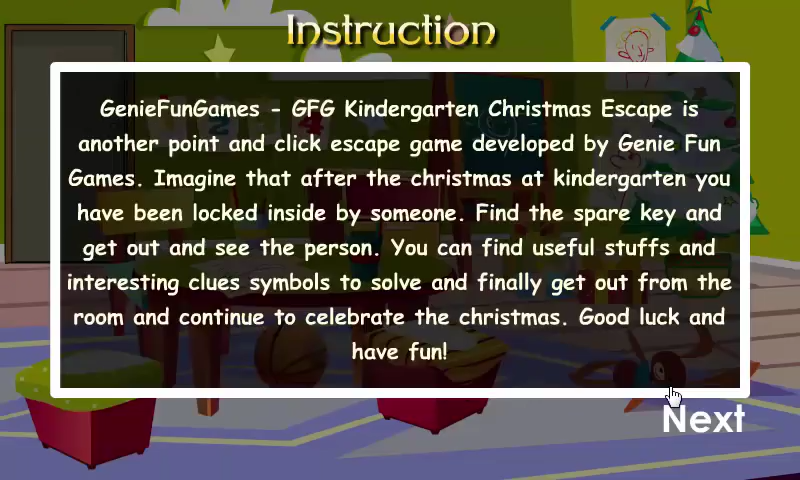 Instruction
GenieFunGames - GFG Kindergarten Christmas Escape is
another point and click escape game developed by Genie Fun
Games. Imagine that after the christmas at kindergarten you
have been locked inside by someone. Find the spare key and
get out and see the person. You can find useful stuffs and
interesting clues symbols to solve and finally get out from the
room and continue to celebrate the christmas. Good luck and
have fun!
Next